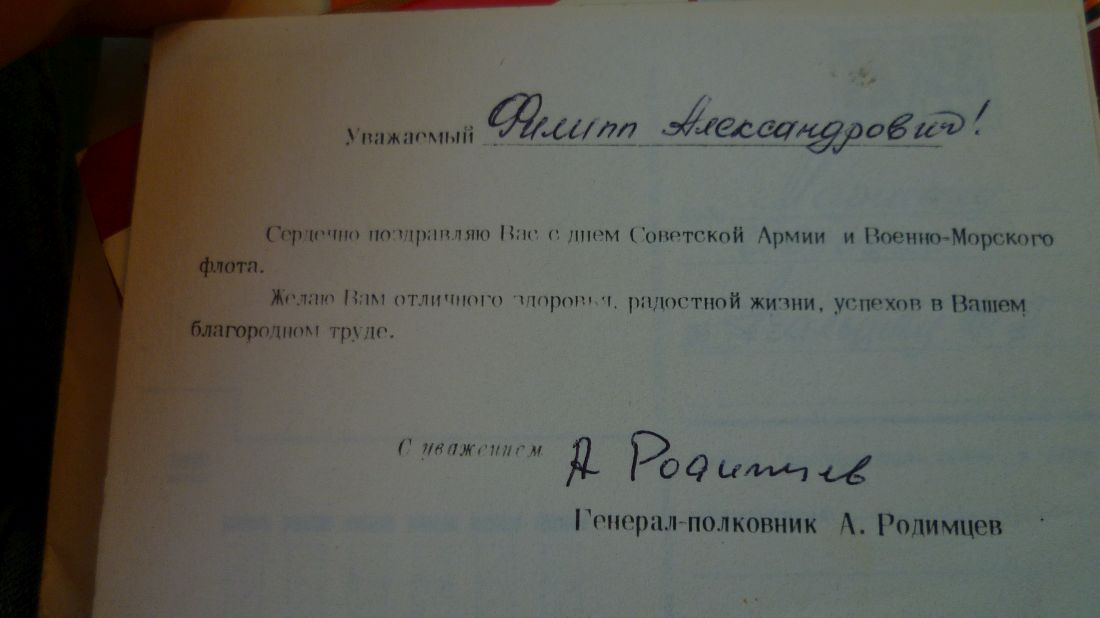 Уважаемый Филипп Александрович!
Сердечно поздравляю Вас с днем Советской Армии и Военно-Морского
флота.
Желаю Вам отличного здоровья, радостной жизни, успехов в Вашем
благородном труде.
С уважением А Родимцев
Генерал-полковник А. Родимцев